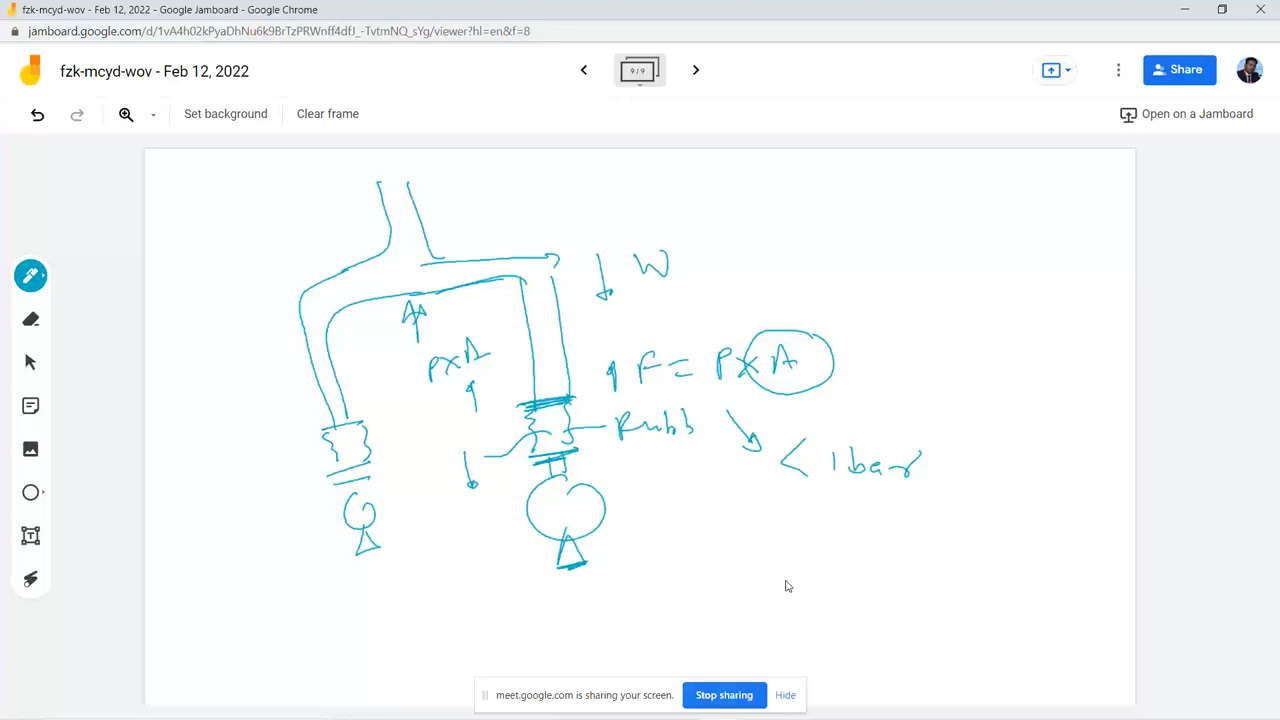 fzk-mcyd-wov - Feb 12, 2022 - Google Jamboard - Google Chrome
jamboard.google.com/d/1vA4h02kPyaDhNu6k9BrTzPRWnff4dfJ_-TvtmNQ_sYg/viewer?hl=en&f=8
fzk-mcyd-wov - Feb 12, 2022
9 / 9
Share
Set background
Clear frame
Open on a Jamboard
W
P×A
F = P×A
Rubb
< 1 bar
meet.google.com is sharing your screen.
Stop sharing
Hide